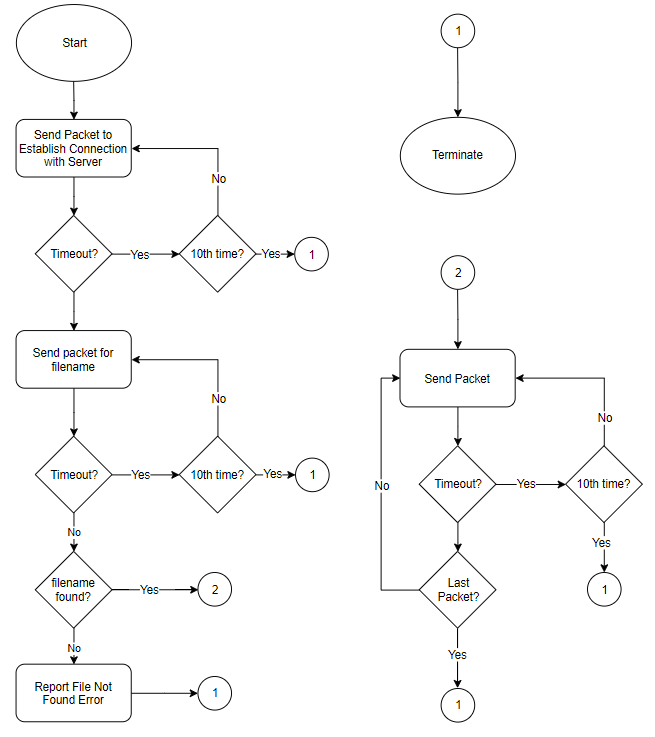 Start
Send Packet to
Establish Connection
with Server
No
Timeout?
Yes
10th time?
Yes
1
Send packet for
filename
No
Timeout?
Yes
10th time?
Yes
1
No
filename
found?
Yes
2
No
Report File Not
Found Error
1
1
Terminate
2
Send Packet
No
Timeout?
Yes
10th time?
No
Yes
1
Last
Packet?
Yes
1